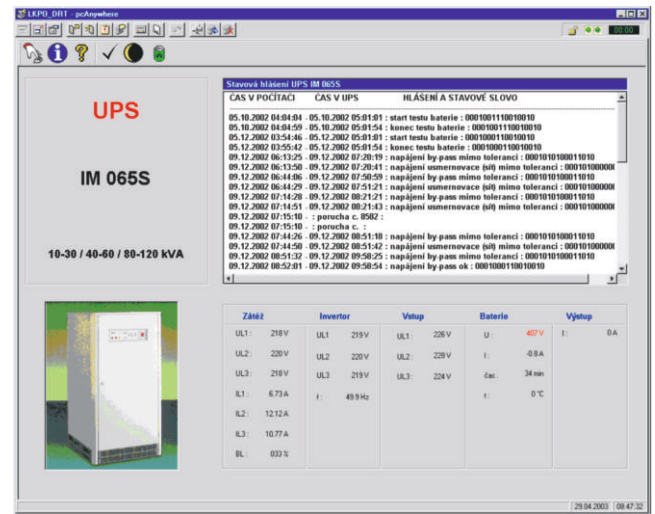 LKPD_DRT - pcAnywhere
00:00
UPS
IM 065S
10-30 / 40-60 / 80-120 kVA
Stavová hlášení UPS IM 065S
ČAS V POČÍTAČI ČAS V UPS HLÁŠENÍ A STAVOVÉ SLOVO
05.10.2002 04:04:04 - 05.10.2002 05:01:01 : start testu baterie : 0001001110010010
05.10.2002 04:04:59 - 05.10.2002 05:01:54 : konec testu baterie : 0001001110010010
05.12.2002 03:54:46 - 05.12.2002 05:01:01 : start testu baterie : 0001000110010010
05.12.2002 03:55:42 - 05.12.2002 05:01:54 : konec testu baterie : 0001000110010010
09.12.2002 06:13:25 - 09.12.2002 07:20:19 : napájení by-pass mimo toleranci : 0001010100011010
09.12.2002 06:13:50 - 09.12.2002 07:20:41 : napájení usmernovace (síť) mimo toleranci : 000101000000
09.12.2002 06:44:06 - 09.12.2002 07:50:59 : napájení by-pass mimo toleranci : 0001010100011010
09.12.2002 06:44:29 - 09.12.2002 07:51:21 : napájení usmernovace (síť) mimo toleranci : 000101000000
09.12.2002 07:14:28 - 09.12.2002 08:21:21 : napájení by-pass mimo toleranci : 0001010100011010
09.12.2002 07:14:51 - 09.12.2002 08:21:43 : napájení usmernovace (síť) mimo toleranci : 000101000000
09.12.2002 07:15:10 - : porucha c. 8582 :
09.12.2002 07:15:10 - : porucha c. :
09.12.2002 07:44:26 - 09.12.2002 08:51:18 : napájení by-pass mimo toleranci : 0001010100011010
09.12.2002 07:44:50 - 09.12.2002 08:51:42 : napájení usmernovace (síť) mimo toleranci : 000101000000
09.12.2002 08:51:32 - 09.12.2002 09:58:25 : napájení by-pass mimo toleranci : 0001010100011010
09.12.2002 08:52:01 - 09.12.2002 09:58:54 : napájení by-pass ok : 0001000110010010
Zátěž Invertor Vstup Baterie Výstup
UL1: 218 V UL1 219 V UL1: 226 V U: 407 V I: 0 A
UL2: 220 V UL2 220 V UL2: 228 V I: -0.8 A
UL3: 218 V UL3 219 V UL3: 224 V čas. 34 min
IL1: 6.73 A f: 49.9 Hz t: 0 °C
IL2: 12.12 A
IL3: 10.77 A
BL: 033 %
29.04.2003 08:47:32